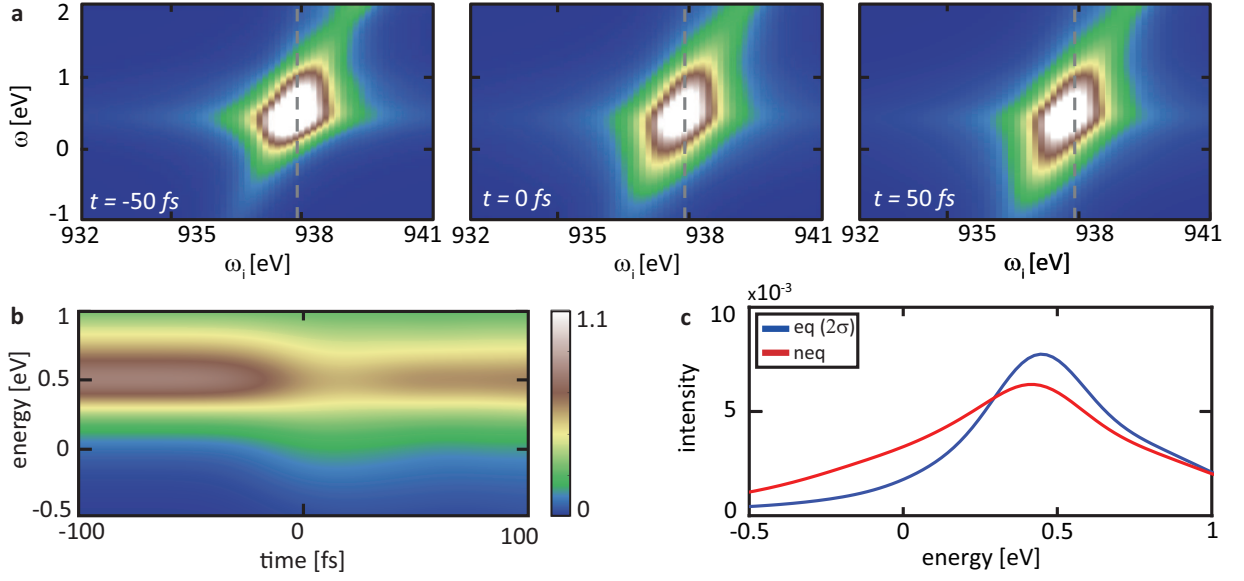 a
2
1
0
-1
ω [eV]
t = -50 fs
t = 0 fs
t = 50 fs
932 935 938 941
932 935 938 941
932 935 938 941
ωi [eV]
ωi [eV]
ωi [eV]
b
1
0.5
0
-0.5
energy [eV]
-100 0 100
time [fs]
1.1
0
c
x10⁻³
10
5
0
intensity
eq (2σ)
neq
-0.5 0 0.5 1
energy [eV]